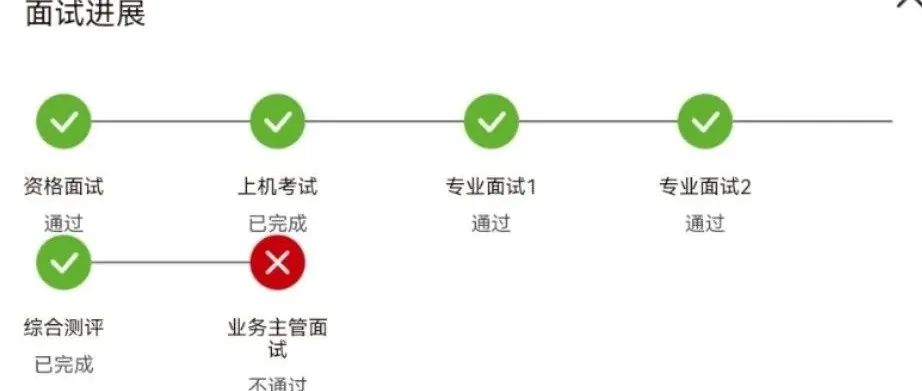 面试进展
资格面试
上机考试
专业面试1
专业面试2
通过
已完成
通过
通过
综合测评
业务主管面
试
已完成
不通过